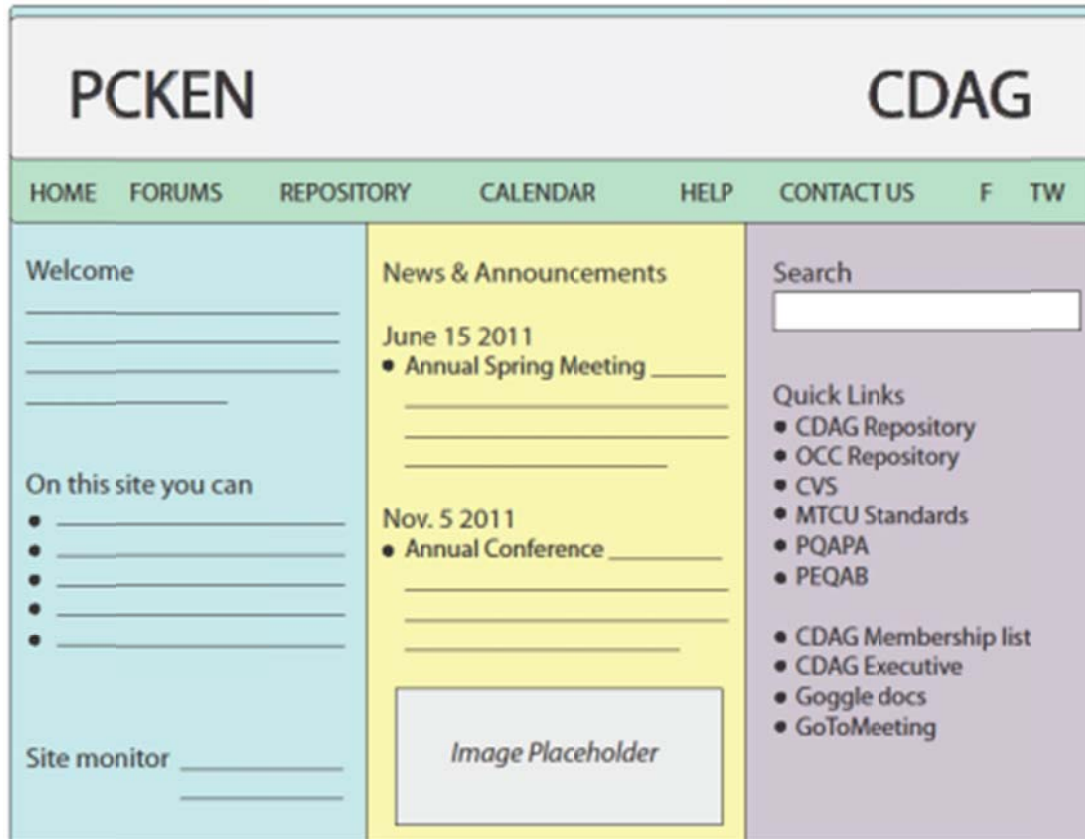 PCKEN CDAG
HOME FORUMS REPOSITORY CALENDAR HELP CONTACT US F TW
Welcome
On this site you can
Site monitor
News & Announcements
June 15 2011
• Annual Spring Meeting
Nov. 5 2011
• Annual Conference
Image Placeholder
Search
Quick Links
• CDAG Repository
• OCC Repository
• CVS
• MTCU Standards
• PQAPA
• PEQAB
• CDAG Membership list
• CDAG Executive
• Goggle docs
• GoToMeeting